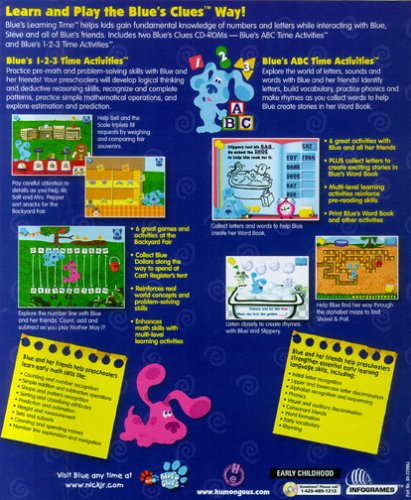 Learn and Play the Blue's Clues™ Way!
Blue's Learning Time™ helps kids gain fundamental knowledge of numbers and letters while interacting with Blue,
Steve and all of Blue's friends. Includes two Blue's Clues CD-ROMs — Blue's ABC Time Activities™
and Blue's 1-2-3 Time Activities™.
Blue's 1-2-3 Time Activities™
Practice pre-math and problem-solving skills with Blue and
her friends! Your preschoolers will develop logical thinking
and deductive reasoning skills, recognize and complete
patterns, practice simple mathematical operations, and
explore estimation and prediction.
Help Ball and the
Scale triplets fill
requests by weighing
and comparing fair
souvenirs.
Pay careful attention to
details as you help Mr.
Salt and Mrs. Pepper
sort snacks for the
Backyard Fair.
• 6 great games and
activities at the
Backyard Fair
• Collect Blue
Dollars along the
way to spend at
Cash Register's tent
• Reinforces real
world concepts and
problem-solving
skills
• Enhances
math skills with
multi-level
learning activities
Explore the number line with Blue
and her friends: Count, add and
subtract as you play Mother May I?
Blue's ABC Time Activities™
Explore the world of letters, sounds and
words with Blue and her friends! Identify
letters, build vocabulary, practice phonics and
make rhymes as you collect words to help
Blue create stories in her Word Book.
A
B
C
CAT
TUB
• 6 great activities with
Blue and all her friends
• PLUS collect letters to
create exciting stories in
Blue's Word Book
• Multi-level learning
activities reinforce
pre-reading skills
• Print Blue's Word Book
and other activities
Collect letters and words to help Blue
create her Word Book.
Listen closely to create rhymes
with Blue and Slippery
Help Blue find her way through
the alphabet maze to find
Shovel & Pail.
Blue and her friends help preschoolers
learn early math skills like:
• Counting and number recognition
• Simple addition and subtraction operations
• Shape and pattern recognition
• Sorting and classifying attributes
• Prediction and estimation
• Weight and measurement
• Sets and subsets
• Counting and spending money
• Number line exploration and navigation
Blue and her friends help preschoolers
strengthen essential early learning
language skills, including:
• Initial letter recognition
• Upper and lowercase letter identification
• Alphabet recognition and sequencing
• Phonics
• Visual and auditory discrimination
• Consonant blends
• Word formation
• Early vocabulary
• Rhyming
Visit Blue any time at
www.nickjr.com
Blue's Clues
www.humongous.com
EARLY CHILDHOOD
Questions? Please call
1-425-485-1212
INFOGRAMES